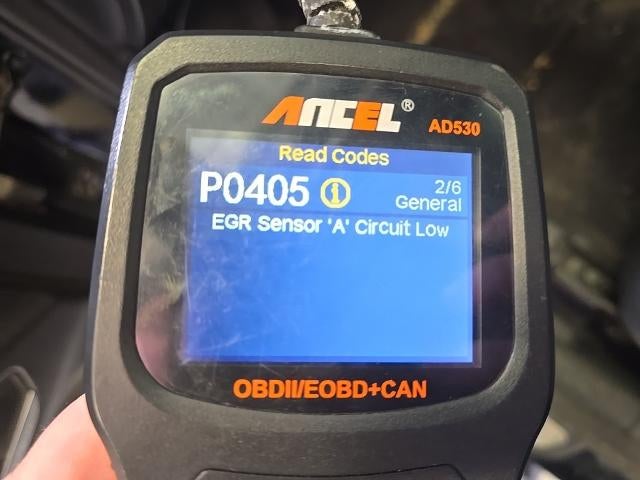 ANCEL®
AD530
Read Codes
P0405 i 2/6
General
EGR Sensor 'A' Circuit Low
OBDII/EOBD+CAN